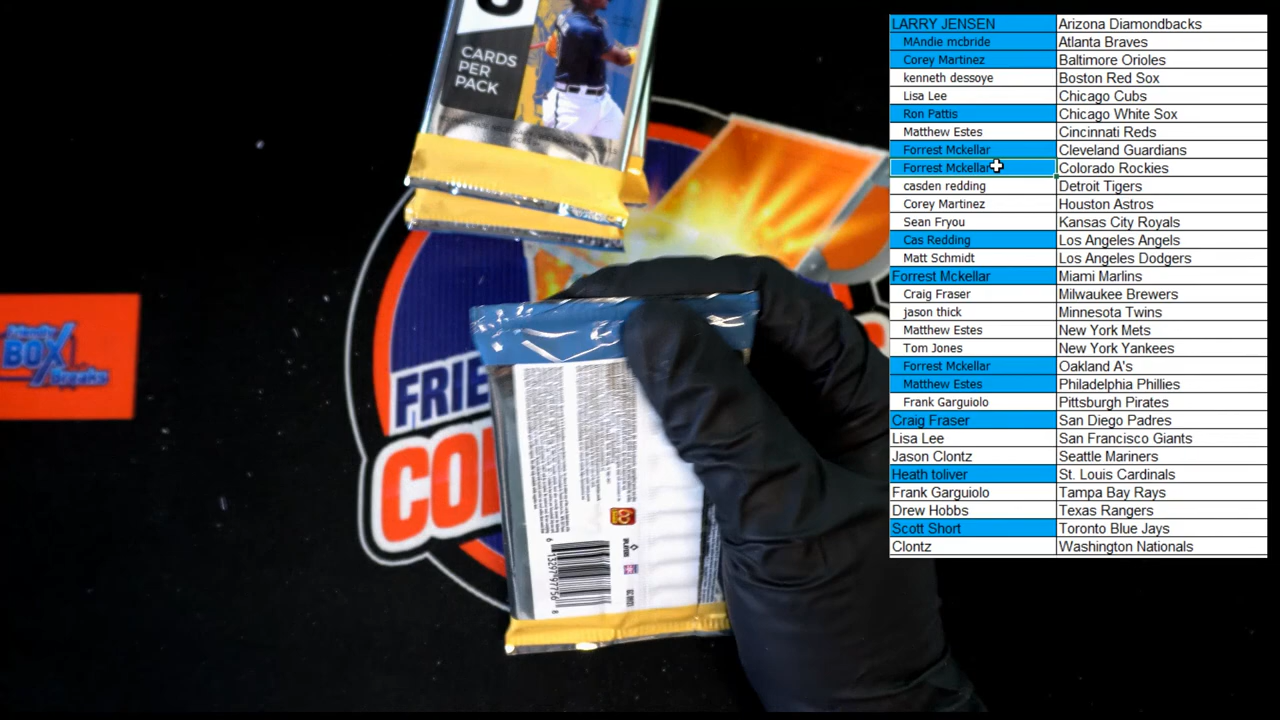 CARDS
PER
PACK
BOX
Breaks
FRIE
CO
LARRY JENSEN Arizona Diamondbacks
MAndie mcbride Atlanta Braves
Corey Martinez Baltimore Orioles
kenneth dessoye Boston Red Sox
Lisa Lee Chicago Cubs
Ron Pattis Chicago White Sox
Matthew Estes Cincinnati Reds
Forrest Mckellar Cleveland Guardians
Forrest Mckellar Colorado Rockies
casden redding Detroit Tigers
Corey Martinez Houston Astros
Sean Fryou Kansas City Royals
Cas Redding Los Angeles Angels
Matt Schmidt Los Angeles Dodgers
Forrest Mckellar Miami Marlins
Craig Fraser Milwaukee Brewers
jason thick Minnesota Twins
Matthew Estes New York Mets
Tom Jones New York Yankees
Forrest Mckellar Oakland A's
Matthew Estes Philadelphia Phillies
Frank Garguiolo Pittsburgh Pirates
Craig Fraser San Diego Padres
Lisa Lee San Francisco Giants
Jason Clontz Seattle Mariners
Heath toliver St. Louis Cardinals
Frank Garguiolo Tampa Bay Rays
Drew Hobbs Texas Rangers
Scott Short Toronto Blue Jays
Clontz Washington Nationals